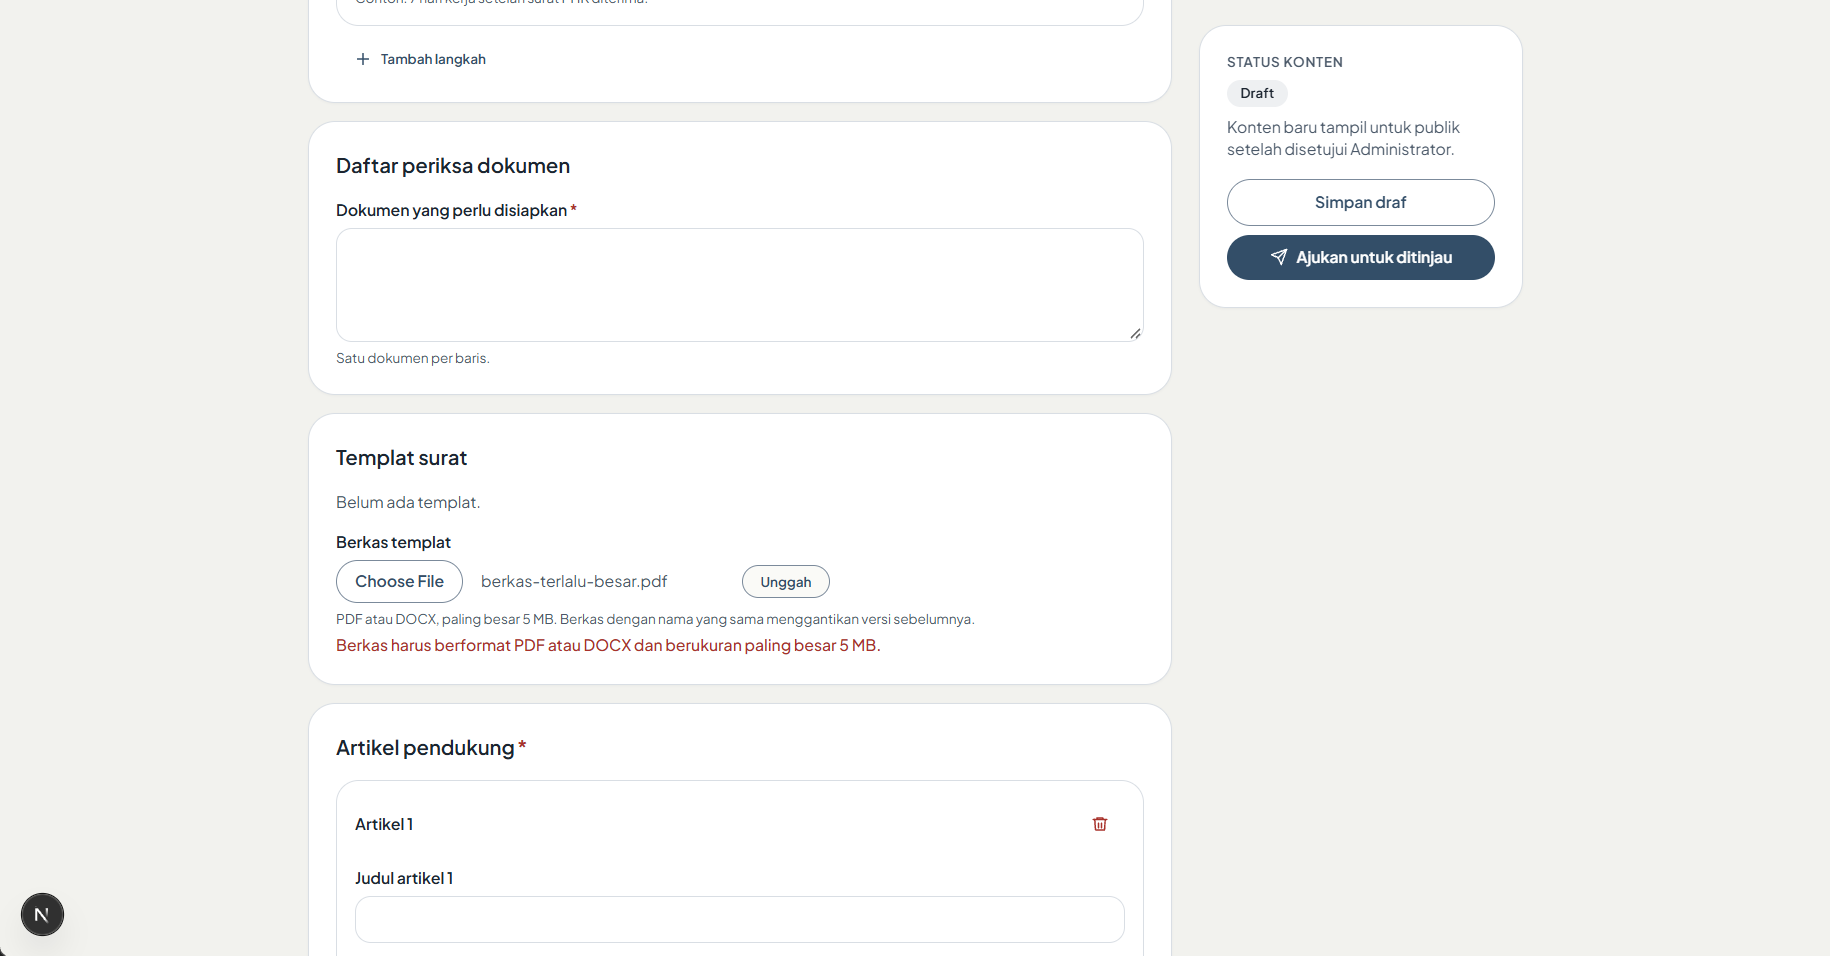 Tambah langkah
Daftar periksa dokumen
Dokumen yang perlu disiapkan *
Satu dokumen per baris.
Templat surat
Belum ada templat.
Berkas templat
Choose File berkas-terlalu-besar.pdf Unggah
PDF atau DOCX, paling besar 5 MB. Berkas dengan nama yang sama menggantikan versi sebelumnya.
Berkas harus berformat PDF atau DOCX dan berukuran paling besar 5 MB.
Artikel pendukung *
Artikel 1
Judul artikel 1
STATUS KONTEN
Draft
Konten baru tampil untuk publik
setelah disetujui Administrator.
Simpan draf
Ajukan untuk ditinjau
N